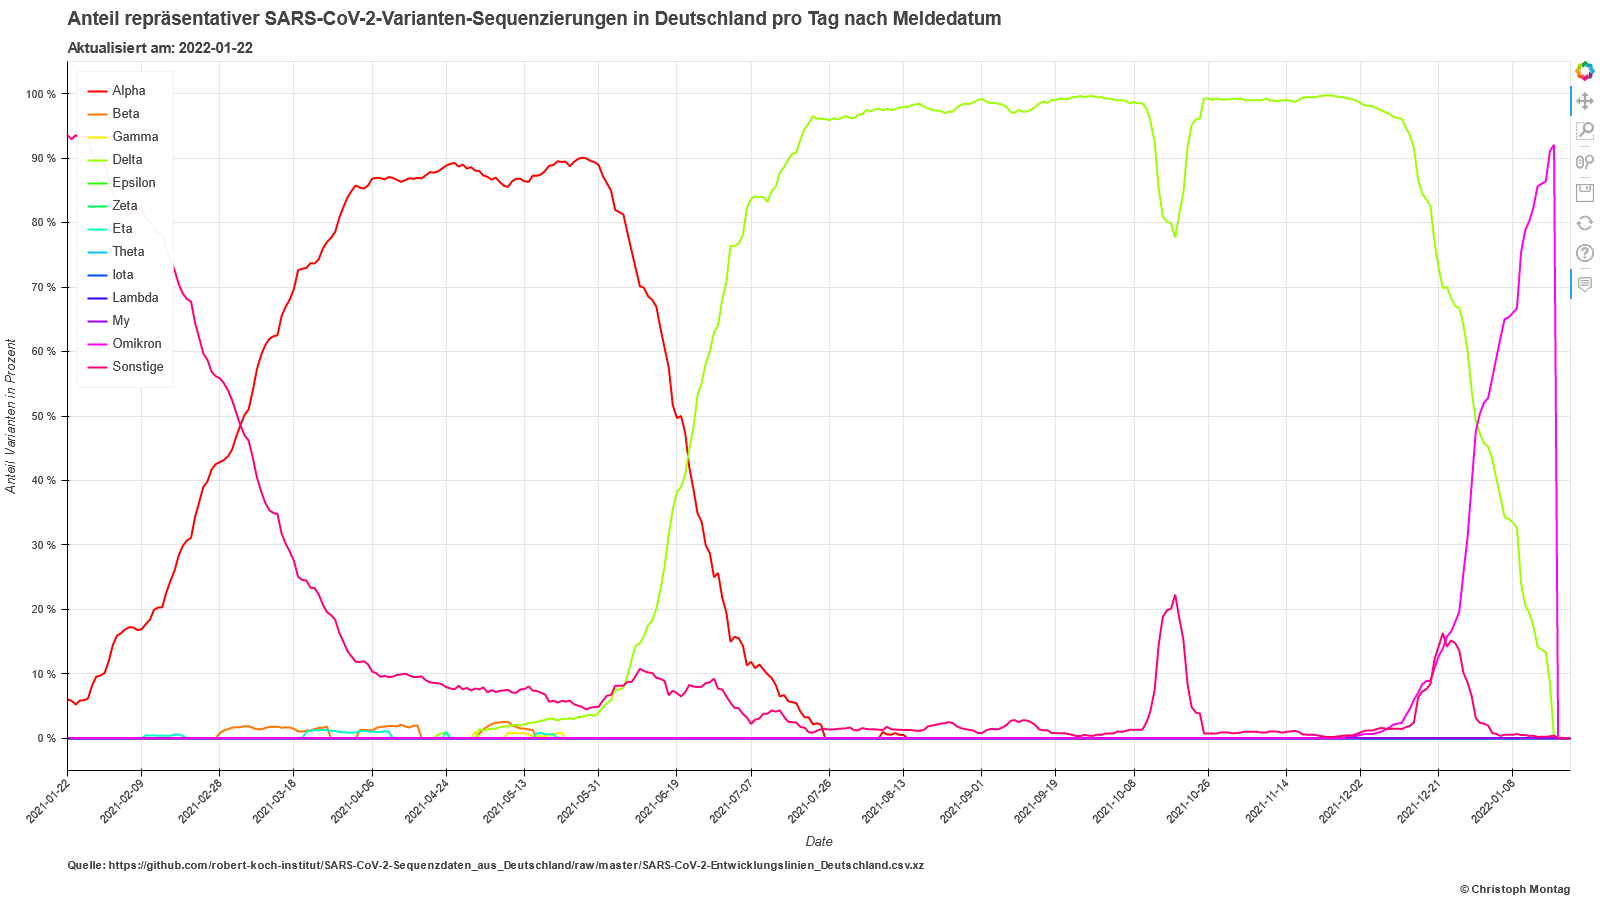 Anteil repräsentativer SARS-CoV-2-Varianten-Sequenzierungen in Deutschland pro Tag nach Meldedatum
Aktualisiert am: 2022-01-22
Alpha
Beta
Gamma
Delta
Epsilon
Zeta
Eta
Theta
Iota
Lambda
My
Omikron
Sonstige
100 %
90 %
80 %
70 %
60 %
50 %
40 %
30 %
20 %
10 %
0 %
Anteil Varianten in Prozent
2021-01-22
2021-02-09
2021-02-28
2021-03-18
2021-04-06
2021-04-24
2021-05-13
2021-05-31
2021-06-19
2021-07-07
2021-07-26
2021-08-13
2021-09-01
2021-09-19
2021-10-08
2021-10-26
2021-11-14
2021-12-02
2021-12-21
2022-01-08
Date
Quelle: https://github.com/robert-koch-institut/SARS-CoV-2-Sequenzdaten_aus_Deutschland/raw/master/SARS-CoV-2-Entwicklungslinien_Deutschland.csv.xz
© Christoph Montag